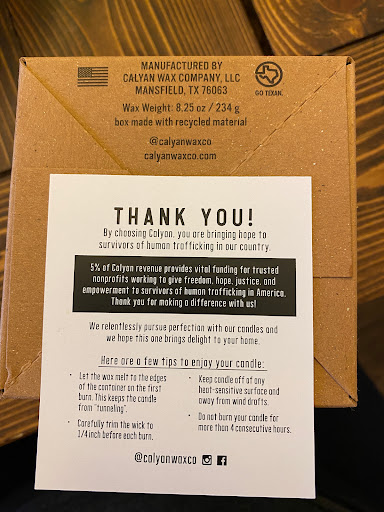 MANUFACTURED BY
CALYAN WAX COMPANY, LLC
MANSFIELD, TX 76063
GO TEXAN.
Wax Weight: 8.25 oz / 234 g
box made with recycled material
@calyanwaxco
calyanwaxco.com
THANK YOU!
By choosing Calyan, you are bringing hope to
survivors of human trafficking in our country.
5% of Calyan revenue provides vital funding for trusted
nonprofits working to give freedom, hope, justice, and
empowerment to survivors of human trafficking in America.
Thank you for making a difference with us!
We relentlessly pursue perfection with our candles and
we hope this one brings delight to your home.
Here are a few tips to enjoy your candle:
· Let the wax melt to the edges
of the container on the first
burn. This keeps the candle
from "tunneling".
· Carefully trim the wick to
1/4 inch before each burn.
· Keep candle off of any
heat-sensitive surface and
away from wind drafts.
· Do not burn your candle for
more than 4 consecutive hours.
@calyanwaxco